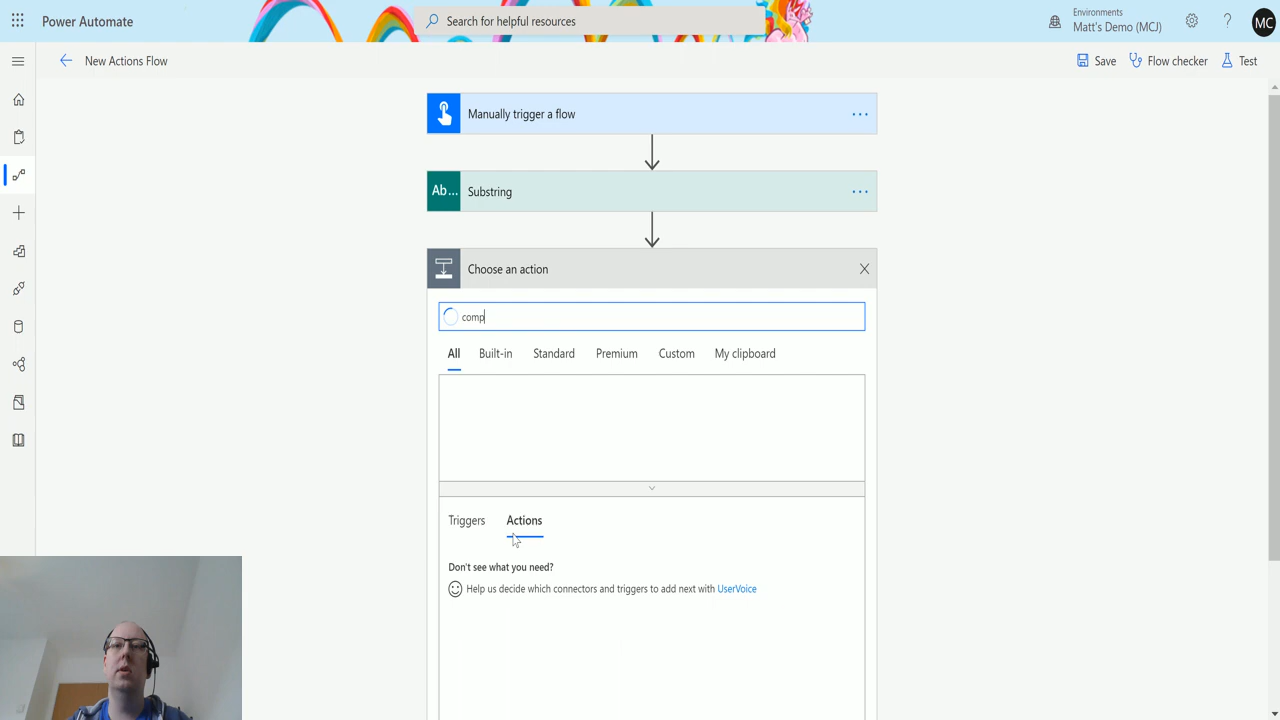 Power Automate
Search for helpful resources
Environments
Matt's Demo (MCJ)
MC
New Actions Flow
Save
Flow checker
Test
Manually trigger a flow
Ab...
Substring
Choose an action
comp
All
Built-in
Standard
Premium
Custom
My clipboard
Triggers
Actions
Don't see what you need?
Help us decide which connectors and triggers to add next with UserVoice